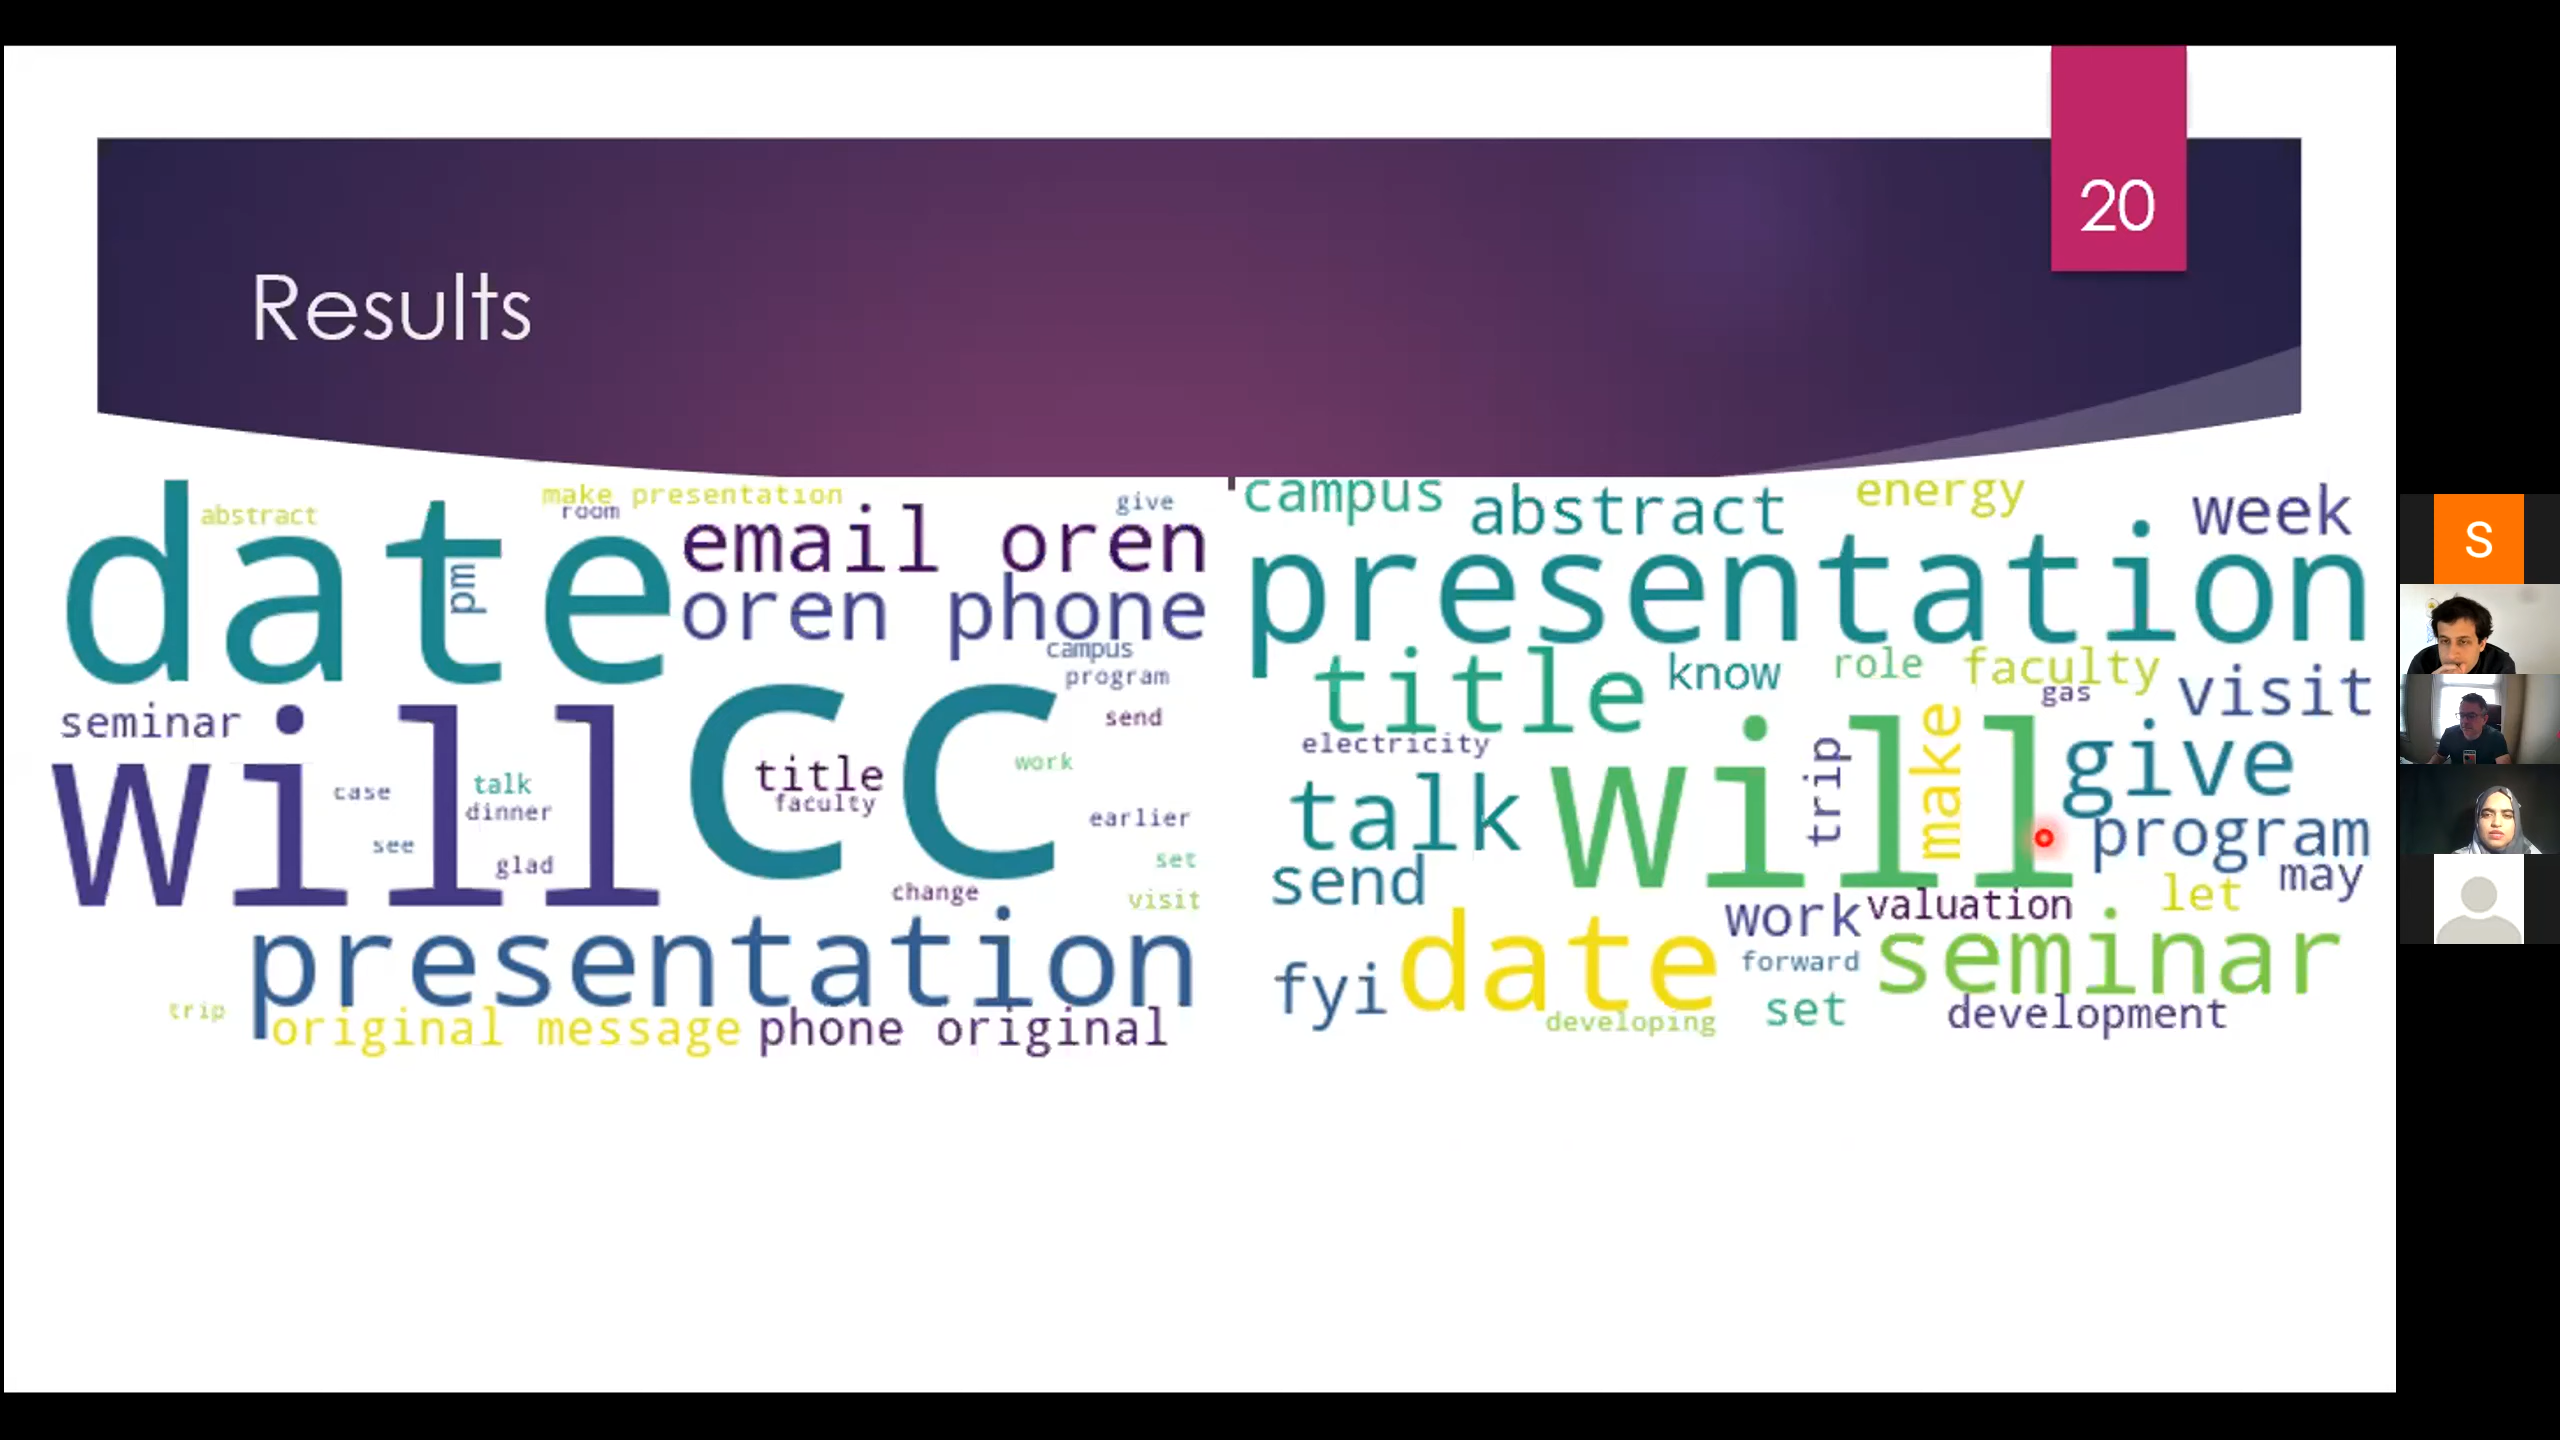 20
Results
date
abstract
pm
make presentation
room
give
email oren
oren phone
campus
program
seminar
will
cc
send
title
faculty
work
case
talk
dinner
see
glad
earlier
set
change
visit
presentation
trip
original message
phone original
campus
abstract
energy
week
presentation
title
know
role
faculty
gas
visit
electricity
will
trip
make
give
talk
program
send
may
let
work
valuation
date
seminar
fyi
forward
developing
set
development
S